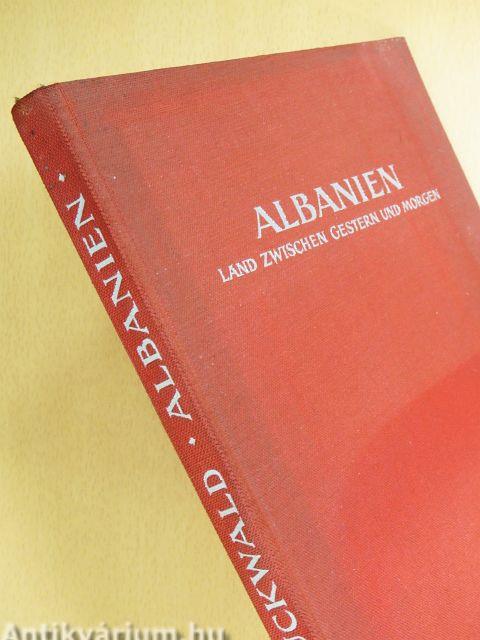 ALBANIEN
LAND ZWISCHEN GESTERN UND MORGEN
CKWALD · ALBANIEN ·
Antikvárium.hu